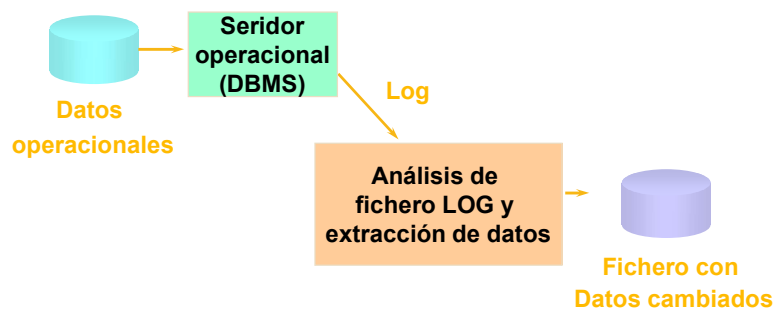 Seridor
operacional
(DBMS)
Datos
operacionales
Log
Análisis de
fichero LOG y
extracción de datos
Fichero con
Datos cambiados